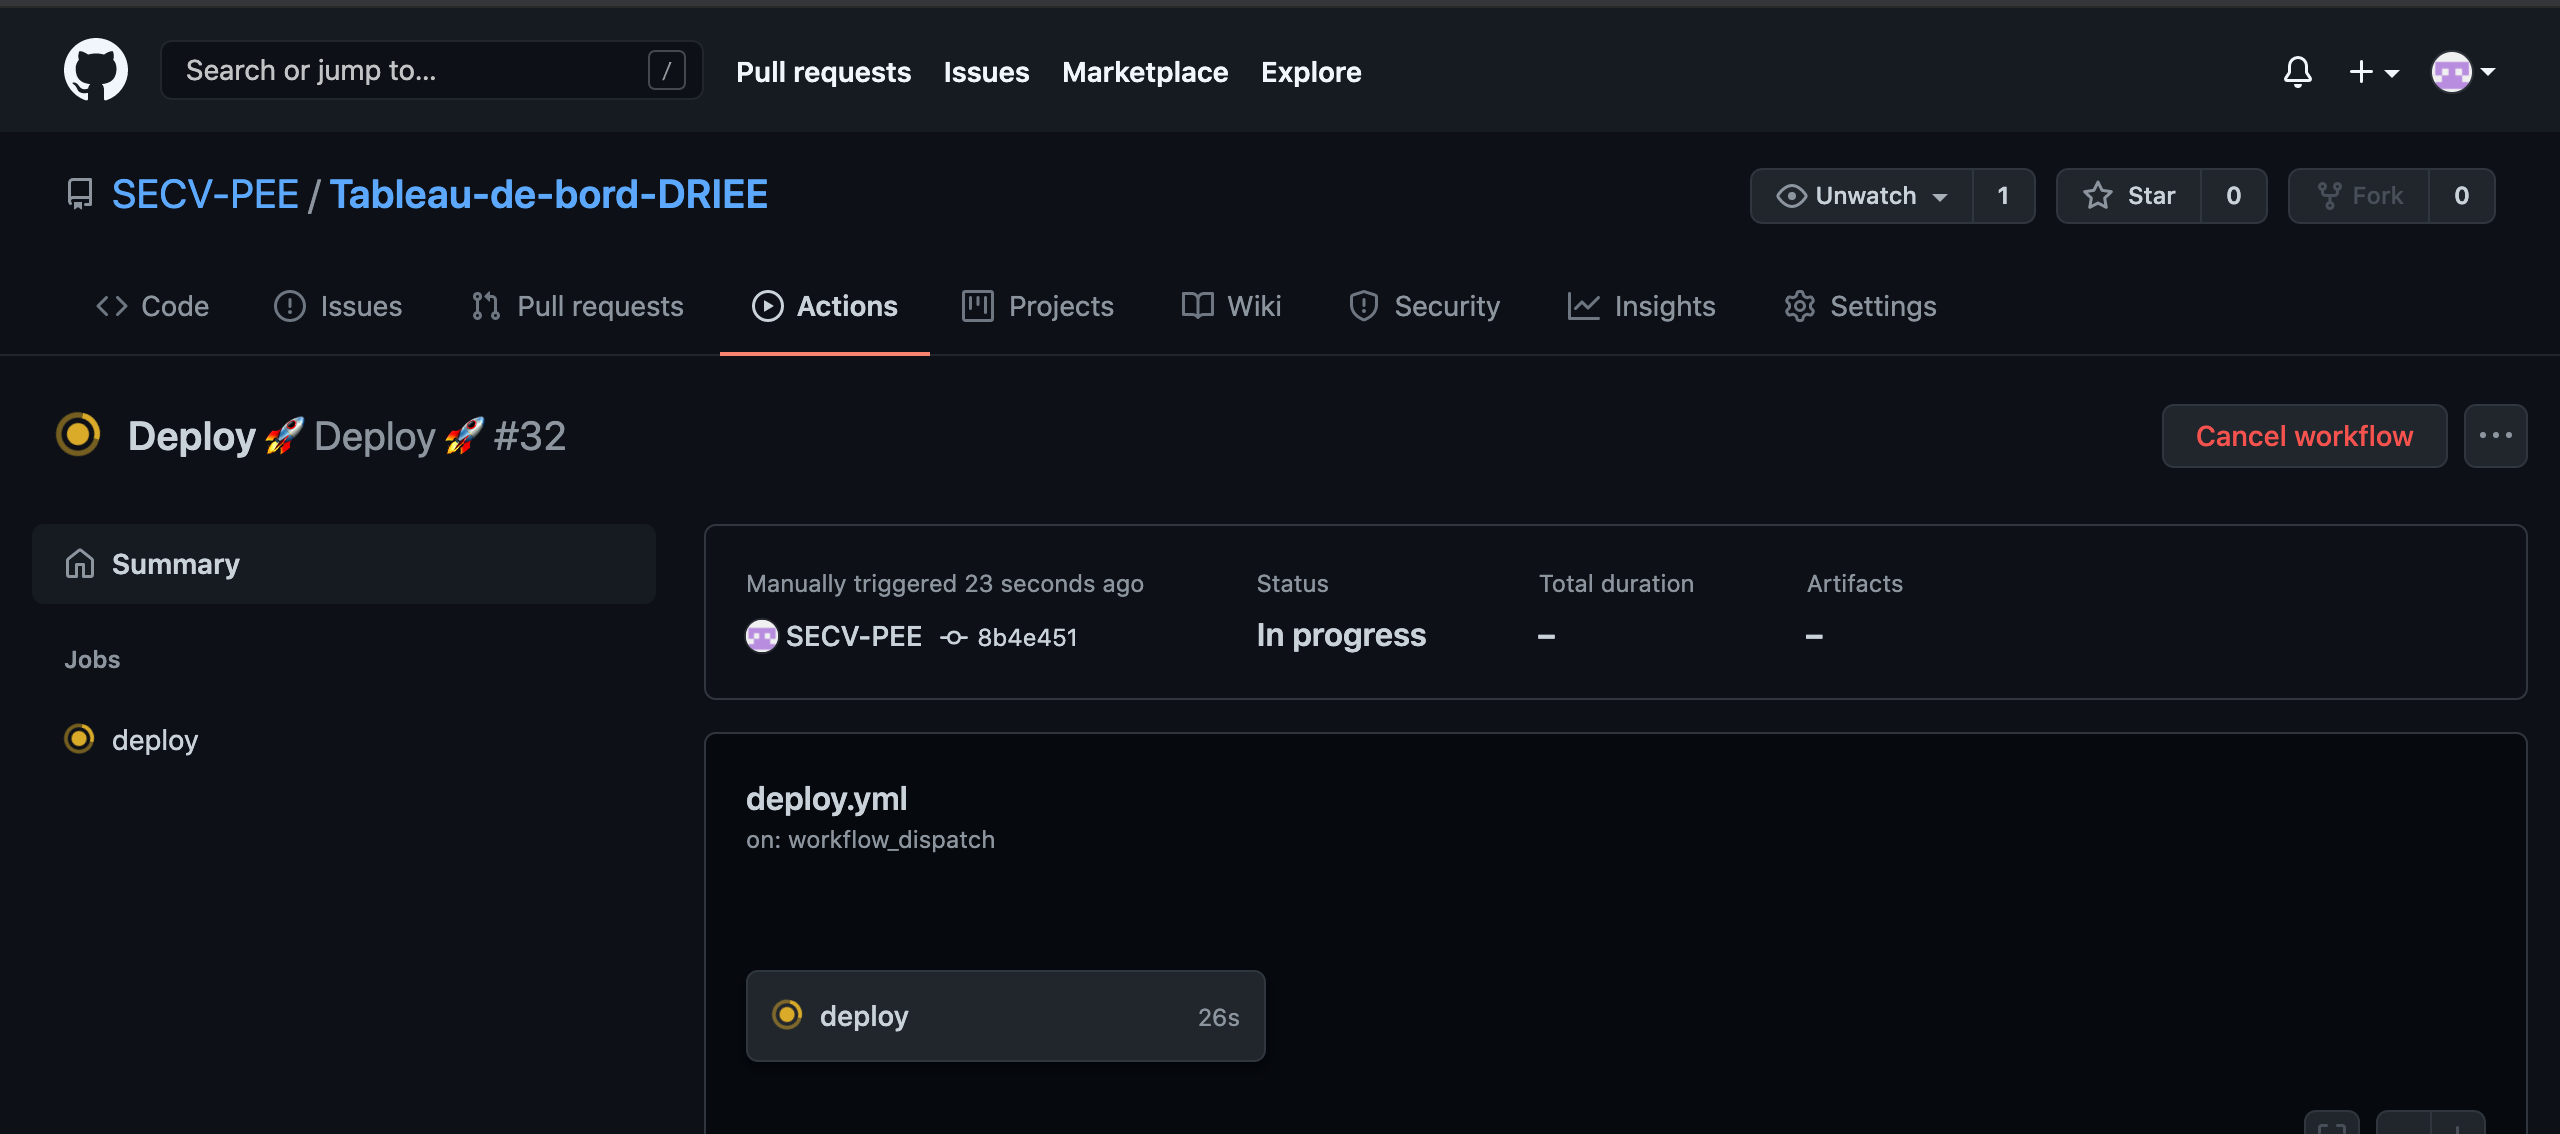 Search or jump to... /
Pull requests Issues Marketplace Explore
SECV-PEE / Tableau-de-bord-DRIEE
Unwatch 1 Star 0 Fork 0
Code Issues Pull requests Actions Projects Wiki Security Insights Settings
Deploy 🚀 Deploy 🚀 #32
Cancel workflow
Summary
Jobs
deploy
Manually triggered 23 seconds ago
SECV-PEE 8b4e451
Status
In progress
Total duration
–
Artifacts
–
deploy.yml
on: workflow_dispatch
deploy 26s